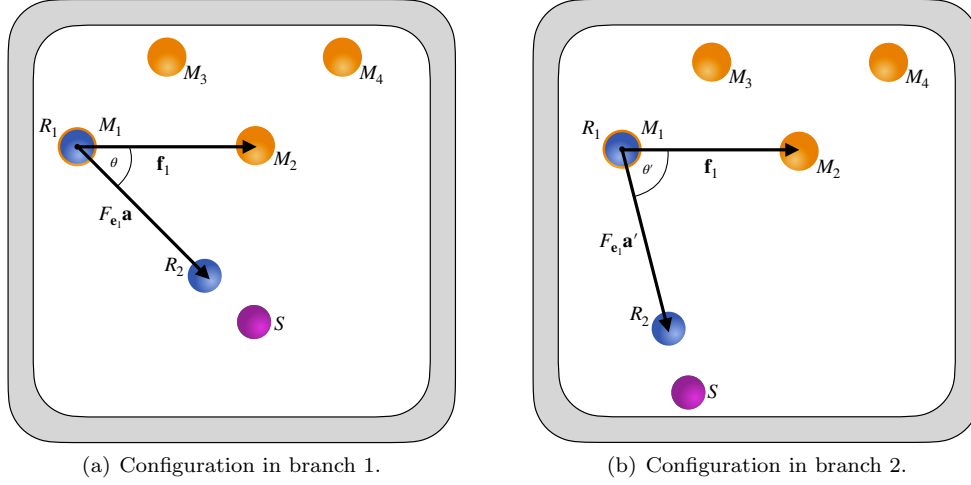 M₃ M₄
R₁ M₁
θ f₁ M₂
Fₑ₁a
R₂
S
(a) Configuration in branch 1.
M₃ M₄
R₁ M₁
θ′ f₁ M₂
Fₑ₁a′
R₂
S
(b) Configuration in branch 2.